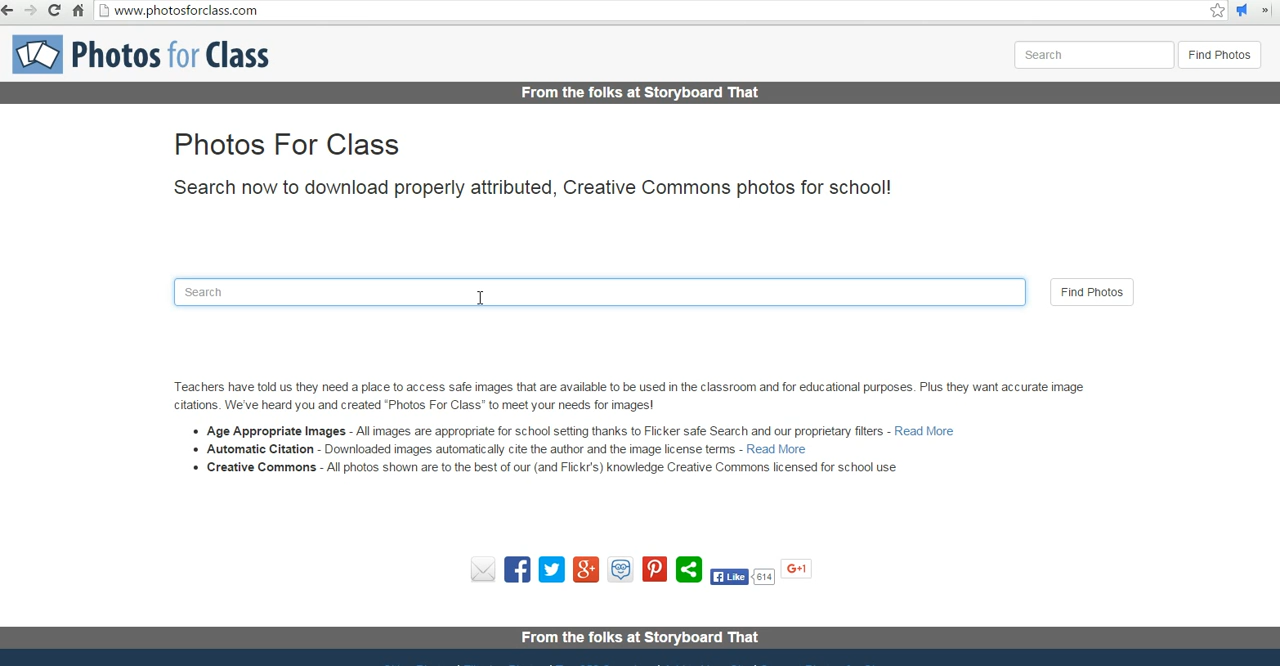 www.photosforclass.com
Photos for Class
Search
Find Photos
From the folks at Storyboard That
Photos For Class
Search now to download properly attributed, Creative Commons photos for school!
Search
Find Photos
Teachers have told us they need a place to access safe images that are available to be used in the classroom and for educational purposes. Plus they want accurate image
citations. We've heard you and created “Photos For Class” to meet your needs for images!
• Age Appropriate Images - All images are appropriate for school setting thanks to Flicker safe Search and our proprietary filters - Read More
• Automatic Citation - Downloaded images automatically cite the author and the image license terms - Read More
• Creative Commons - All photos shown are to the best of our (and Flickr's) knowledge Creative Commons licensed for school use
Like 614 G+1
From the folks at Storyboard That